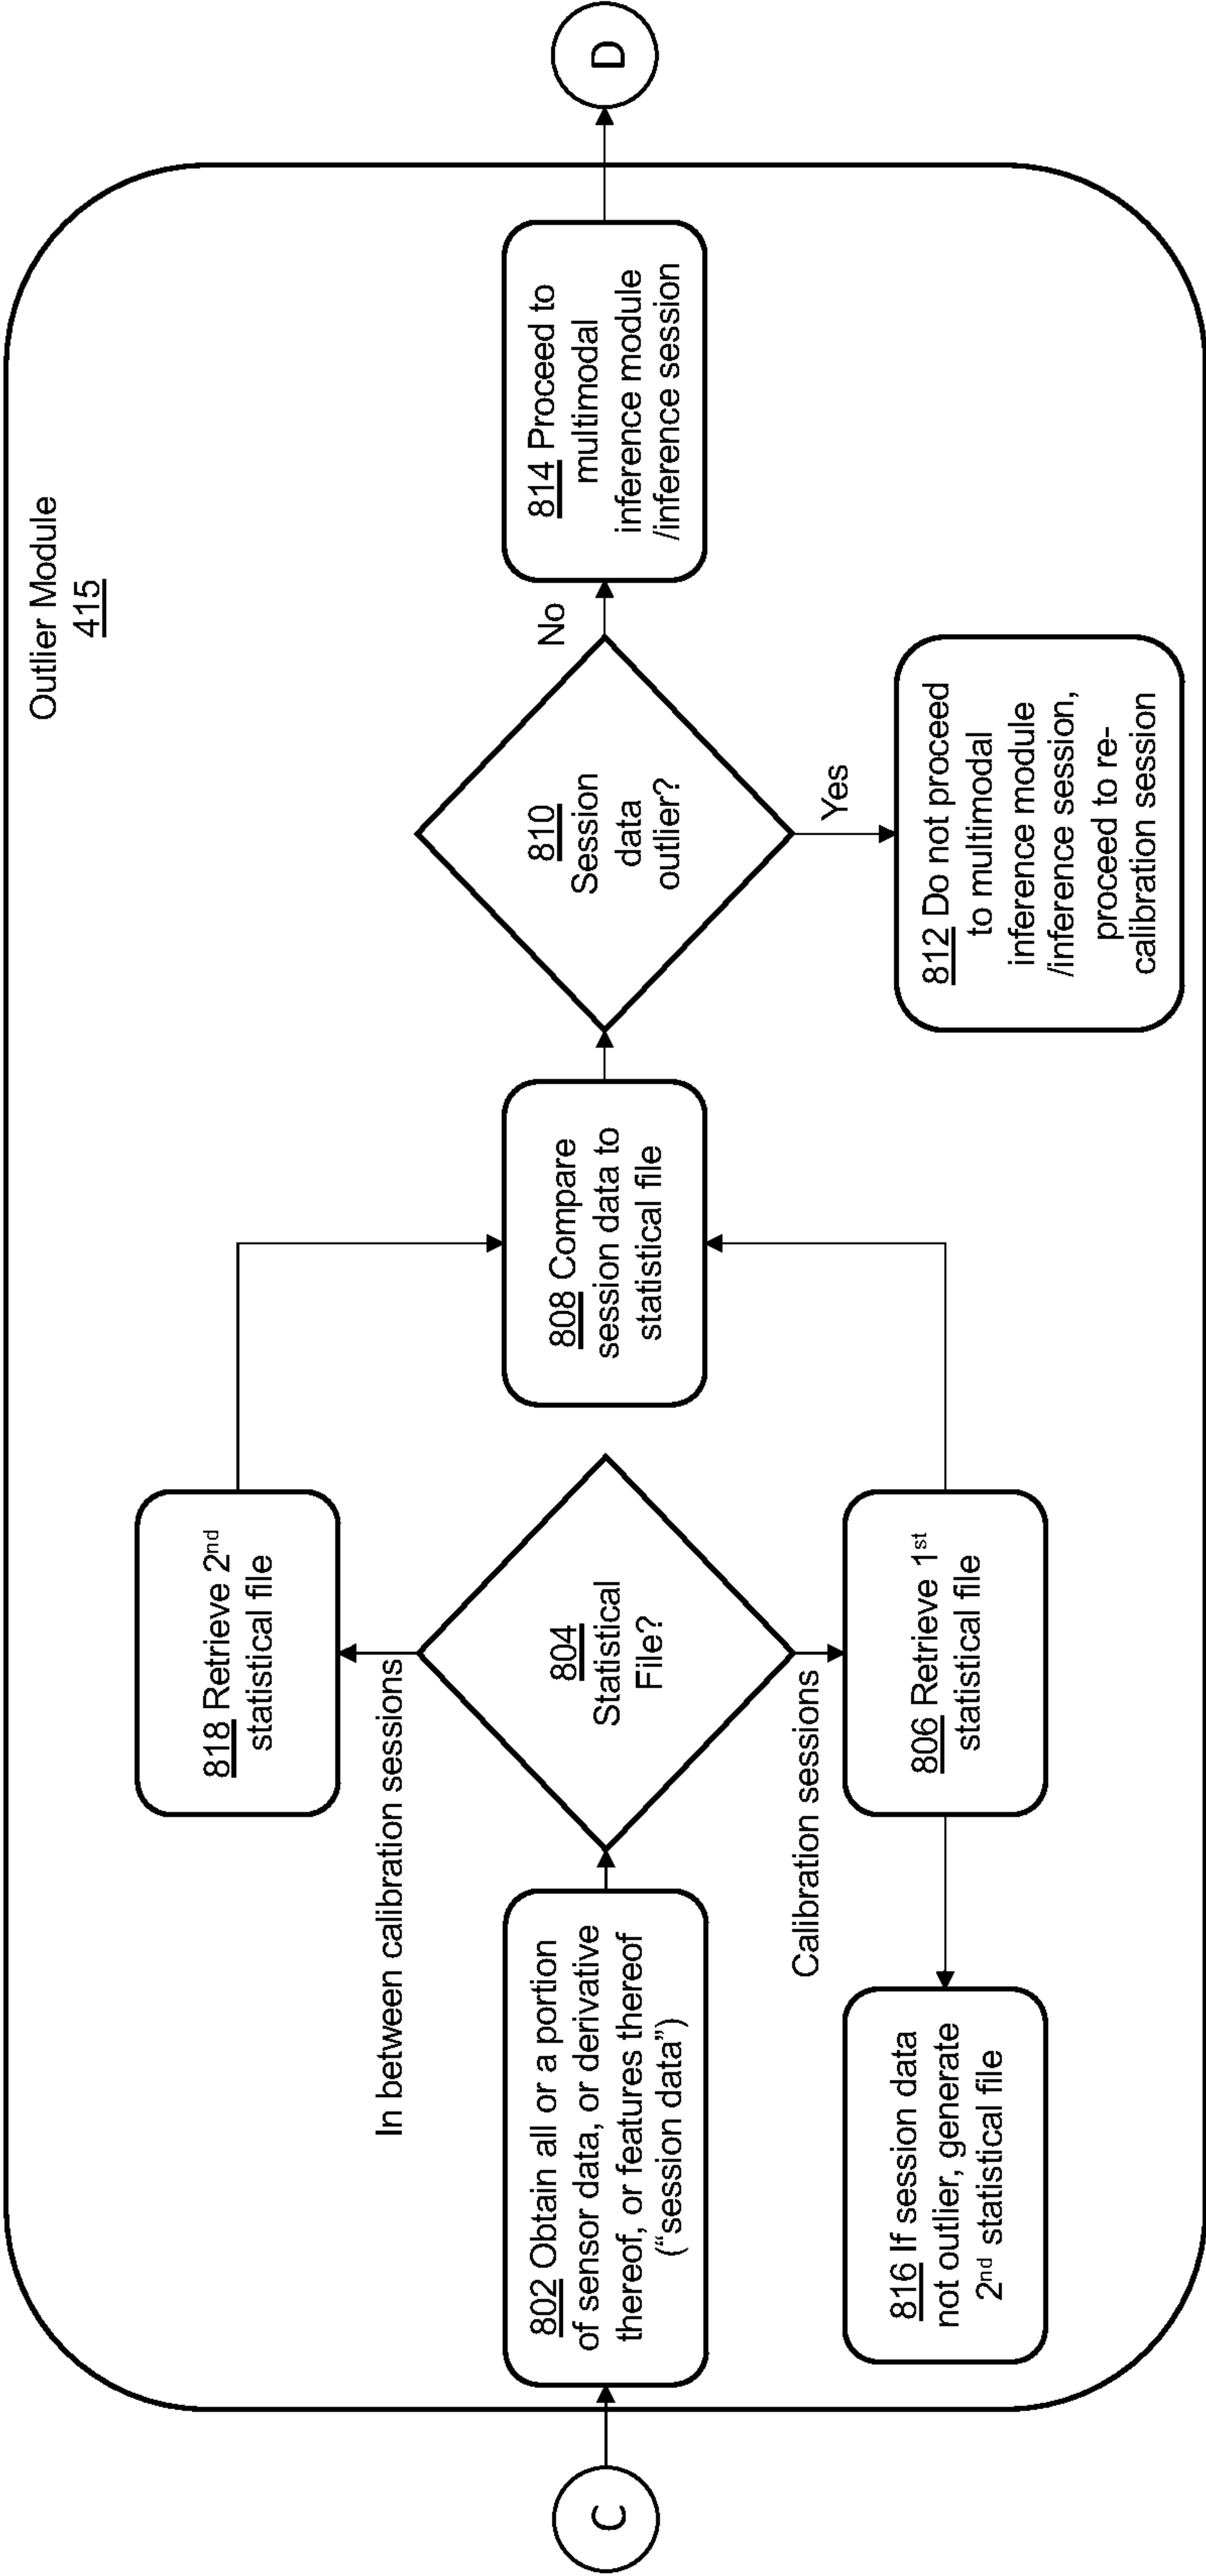 Outlier Module
415
C
802 Obtain all or a portion
of sensor data, or derivative
thereof, or features thereof
(“session data”)
804
Statistical
File?
In between calibration sessions
818 Retrieve 2nd
statistical file
Calibration sessions
806 Retrieve 1st
statistical file
816 If session data
not outlier, generate
2nd statistical file
808 Compare
session data to
statistical file
810
Session
data
outlier?
Yes
812 Do not proceed
to multimodal
inference module
/inference session,
proceed to re-
calibration session
No
814 Proceed to
multimodal
inference module
/inference session
D